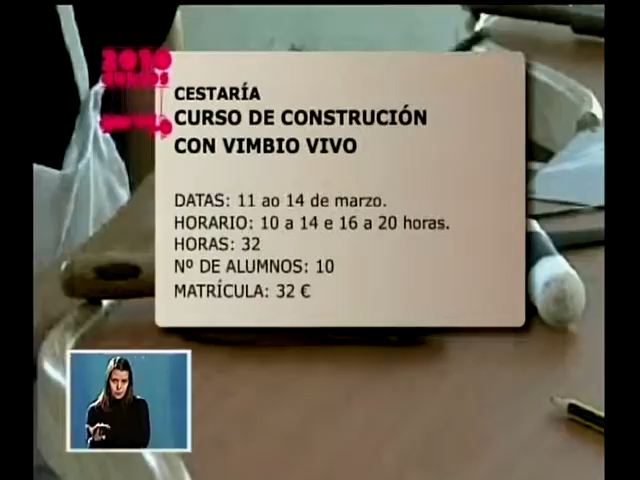 2010
CESTARÍA
CURSO DE CONSTRUCIÓN
CON VIMBIO VIVO
DATAS: 11 ao 14 de marzo.
HORARIO: 10 a 14 e 16 a 20 horas.
HORAS: 32
Nº DE ALUMNOS: 10
MATRÍCULA: 32 €